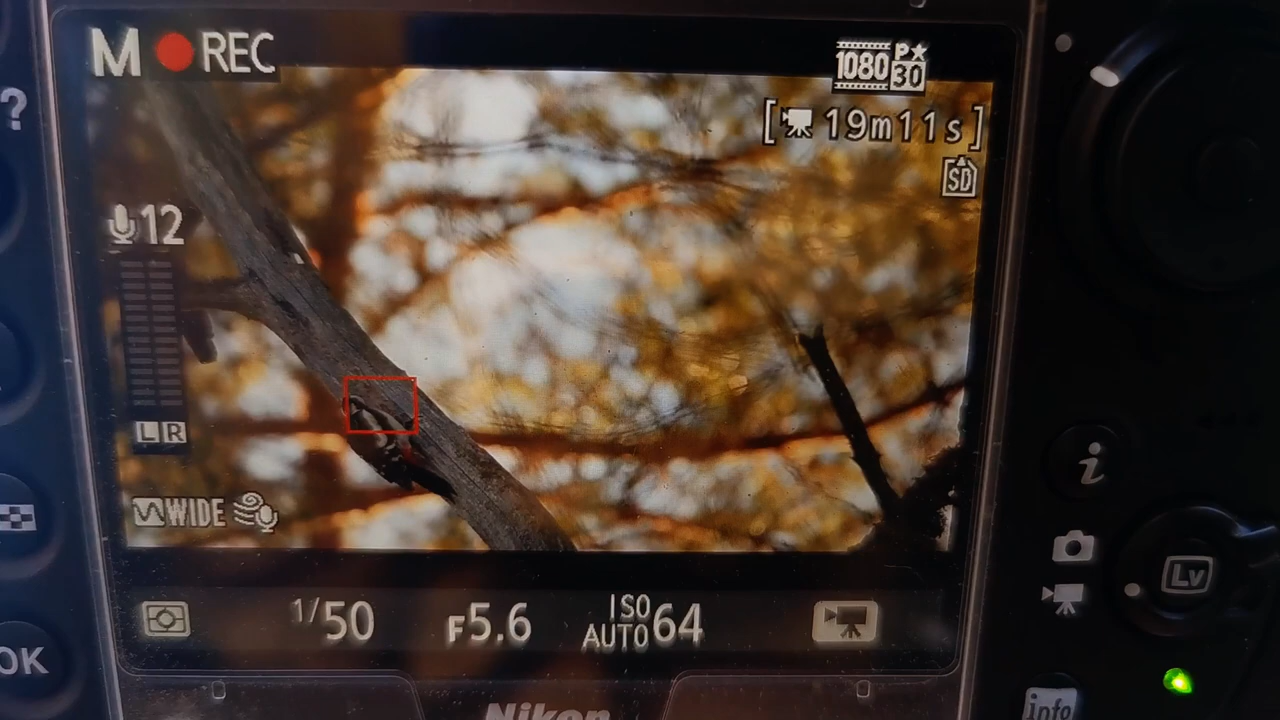 M REC
1080 P★ 30
?
[19m11s]
SD
12
L R
WIDE
i
Lv
1/50 F5.6 ISO AUTO 64
OK
info
Nikon